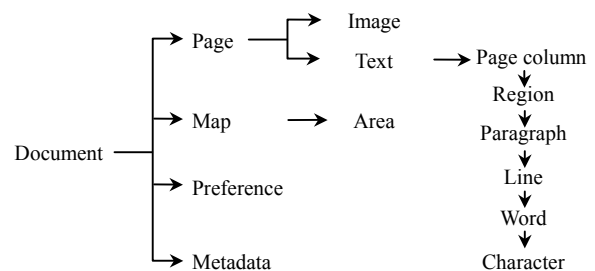 Image
Page
Text
Page column
Region
Map
Area
Paragraph
Document
Line
Preference
Word
Metadata
Character